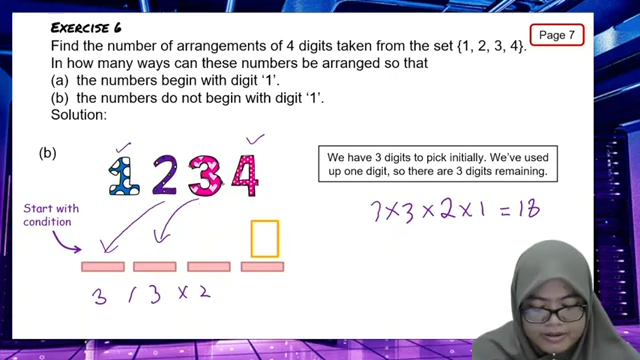 EXERCISE 6
Page 7
Find the number of arrangements of 4 digits taken from the set {1, 2, 3, 4}.
In how many ways can these numbers be arranged so that
(a) the numbers begin with digit ‘1’.
(b) the numbers do not begin with digit ‘1’.
Solution:
(b)
1 2 3 4
We have 3 digits to pick initially. We've used
up one digit, so there are 3 digits remaining.
Start with
condition
3 × 3 × 2 × 1 = 18
3 / 3 × 2